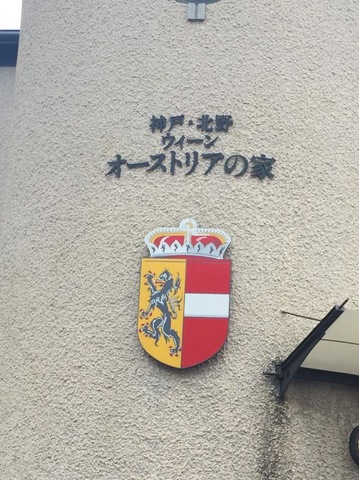 神戸・北野
ウィーン
オーストリアの家